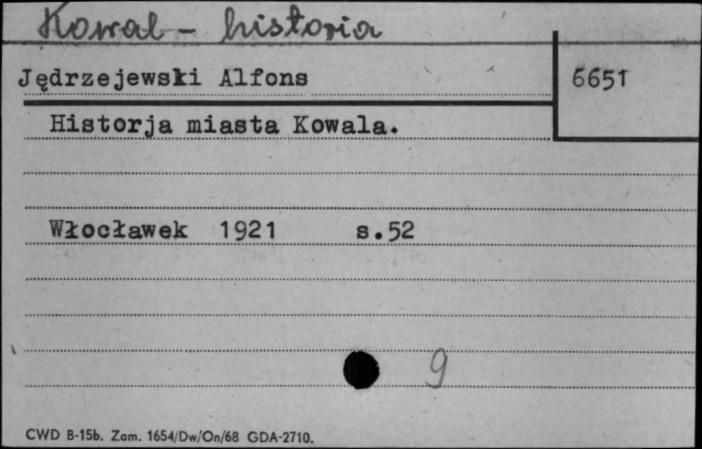 Kowal - historia
Jędrzejewski Alfons 6651
Historja miasta Kowala.
Włocławek 1921 s.52
9
CWD B-15b. Zam. 1654/Dw/On/68 GDA-2710.